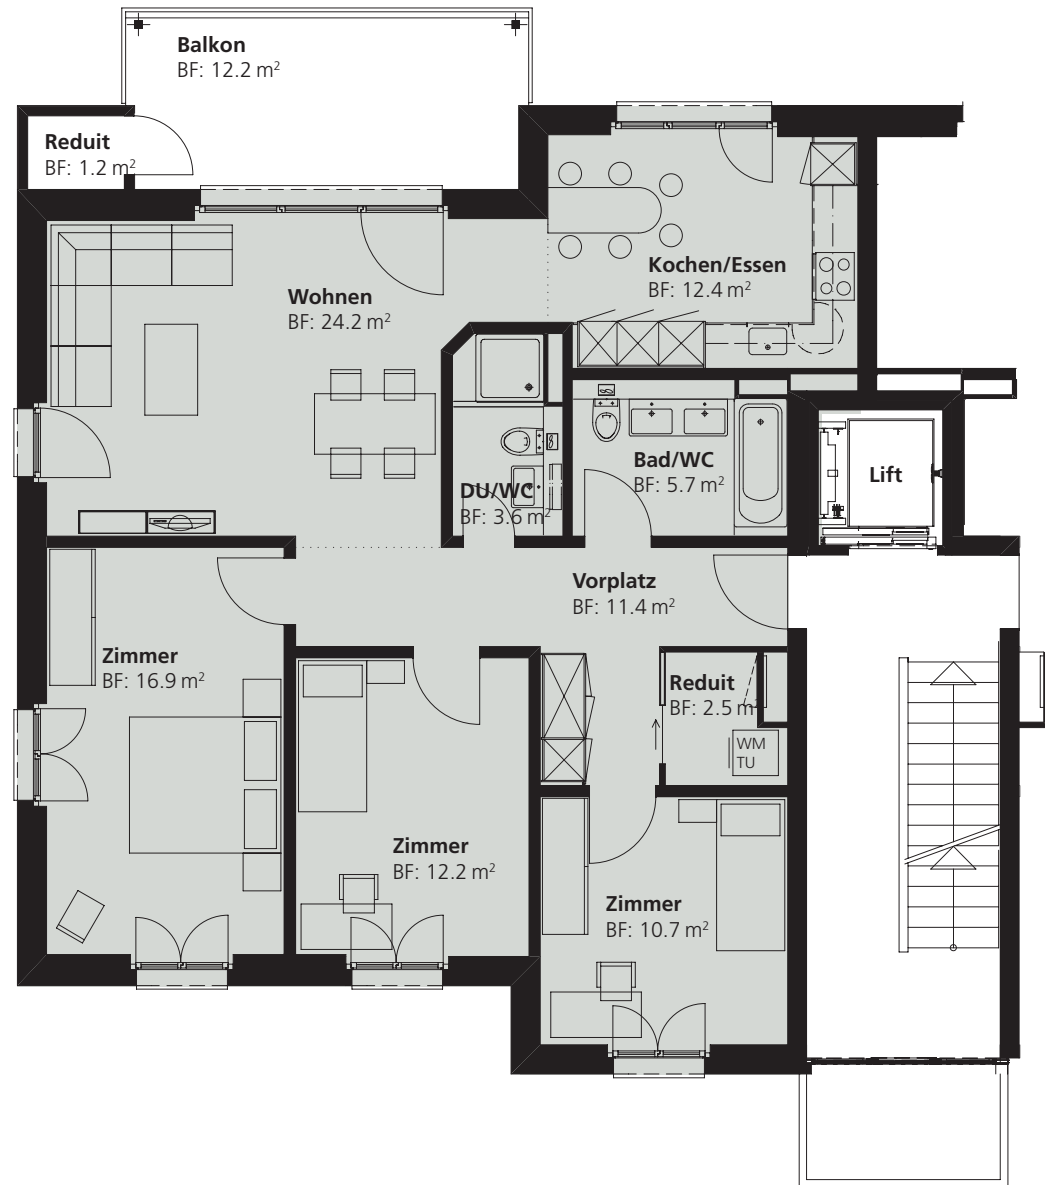 Balkon
BF: 12.2 m²
Reduit
BF: 1.2 m²
Kochen/Essen
BF: 12.4 m²
Wohnen
BF: 24.2 m²
Bad/WC
BF: 5.7 m²
Lift
DU/WC
BF: 3.6 m²
Vorplatz
BF: 11.4 m²
Zimmer
BF: 16.9 m²
Reduit
BF: 2.5 m
WM
TU
Zimmer
BF: 12.2 m²
Zimmer
BF: 10.7 m²